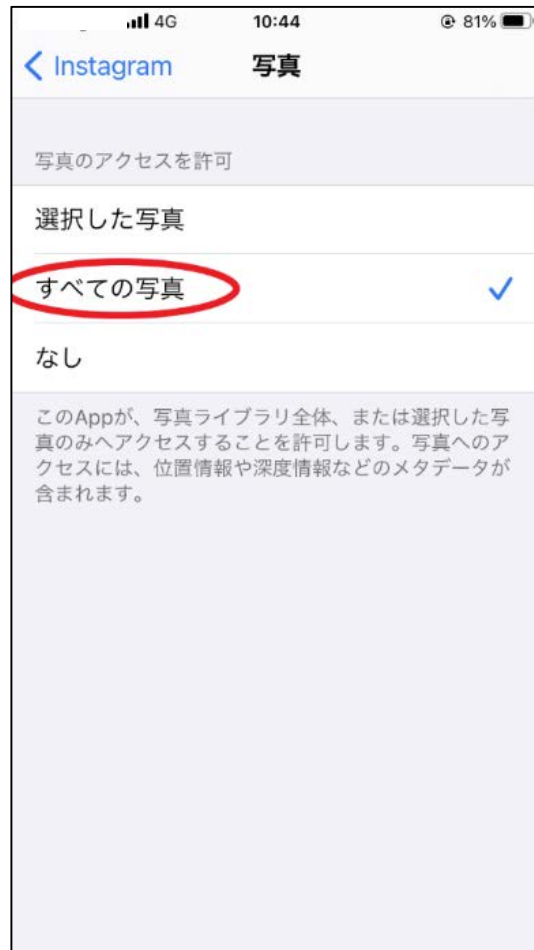 4G 10:44 81%
Instagram 写真
写真のアクセスを許可
選択した写真
すべての写真
なし
このAppが、写真ライブラリ全体、または選択した写
真のみへアクセスすることを許可します。写真へのア
クセスには、位置情報や深度情報などのメタデータが
含まれます。